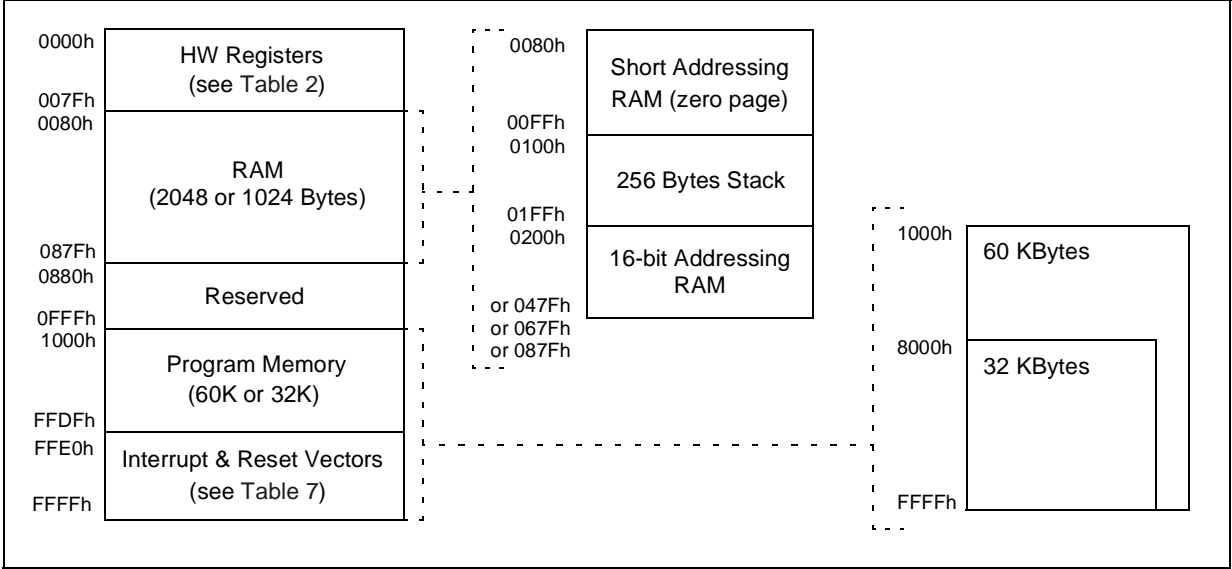 0000h
HW Registers
(see Table 2)
007Fh
0080h
RAM
(2048 or 1024 Bytes)
087Fh
0880h
Reserved
0FFFh
1000h
Program Memory
(60K or 32K)
FFDFh
FFE0h
Interrupt & Reset Vectors
(see Table 7)
FFFFh
0080h
Short Addressing
RAM (zero page)
00FFh
0100h
256 Bytes Stack
01FFh
0200h
16-bit Addressing
RAM
or 047Fh
or 067Fh
or 087Fh
1000h
60 KBytes
8000h
32 KBytes
FFFFh